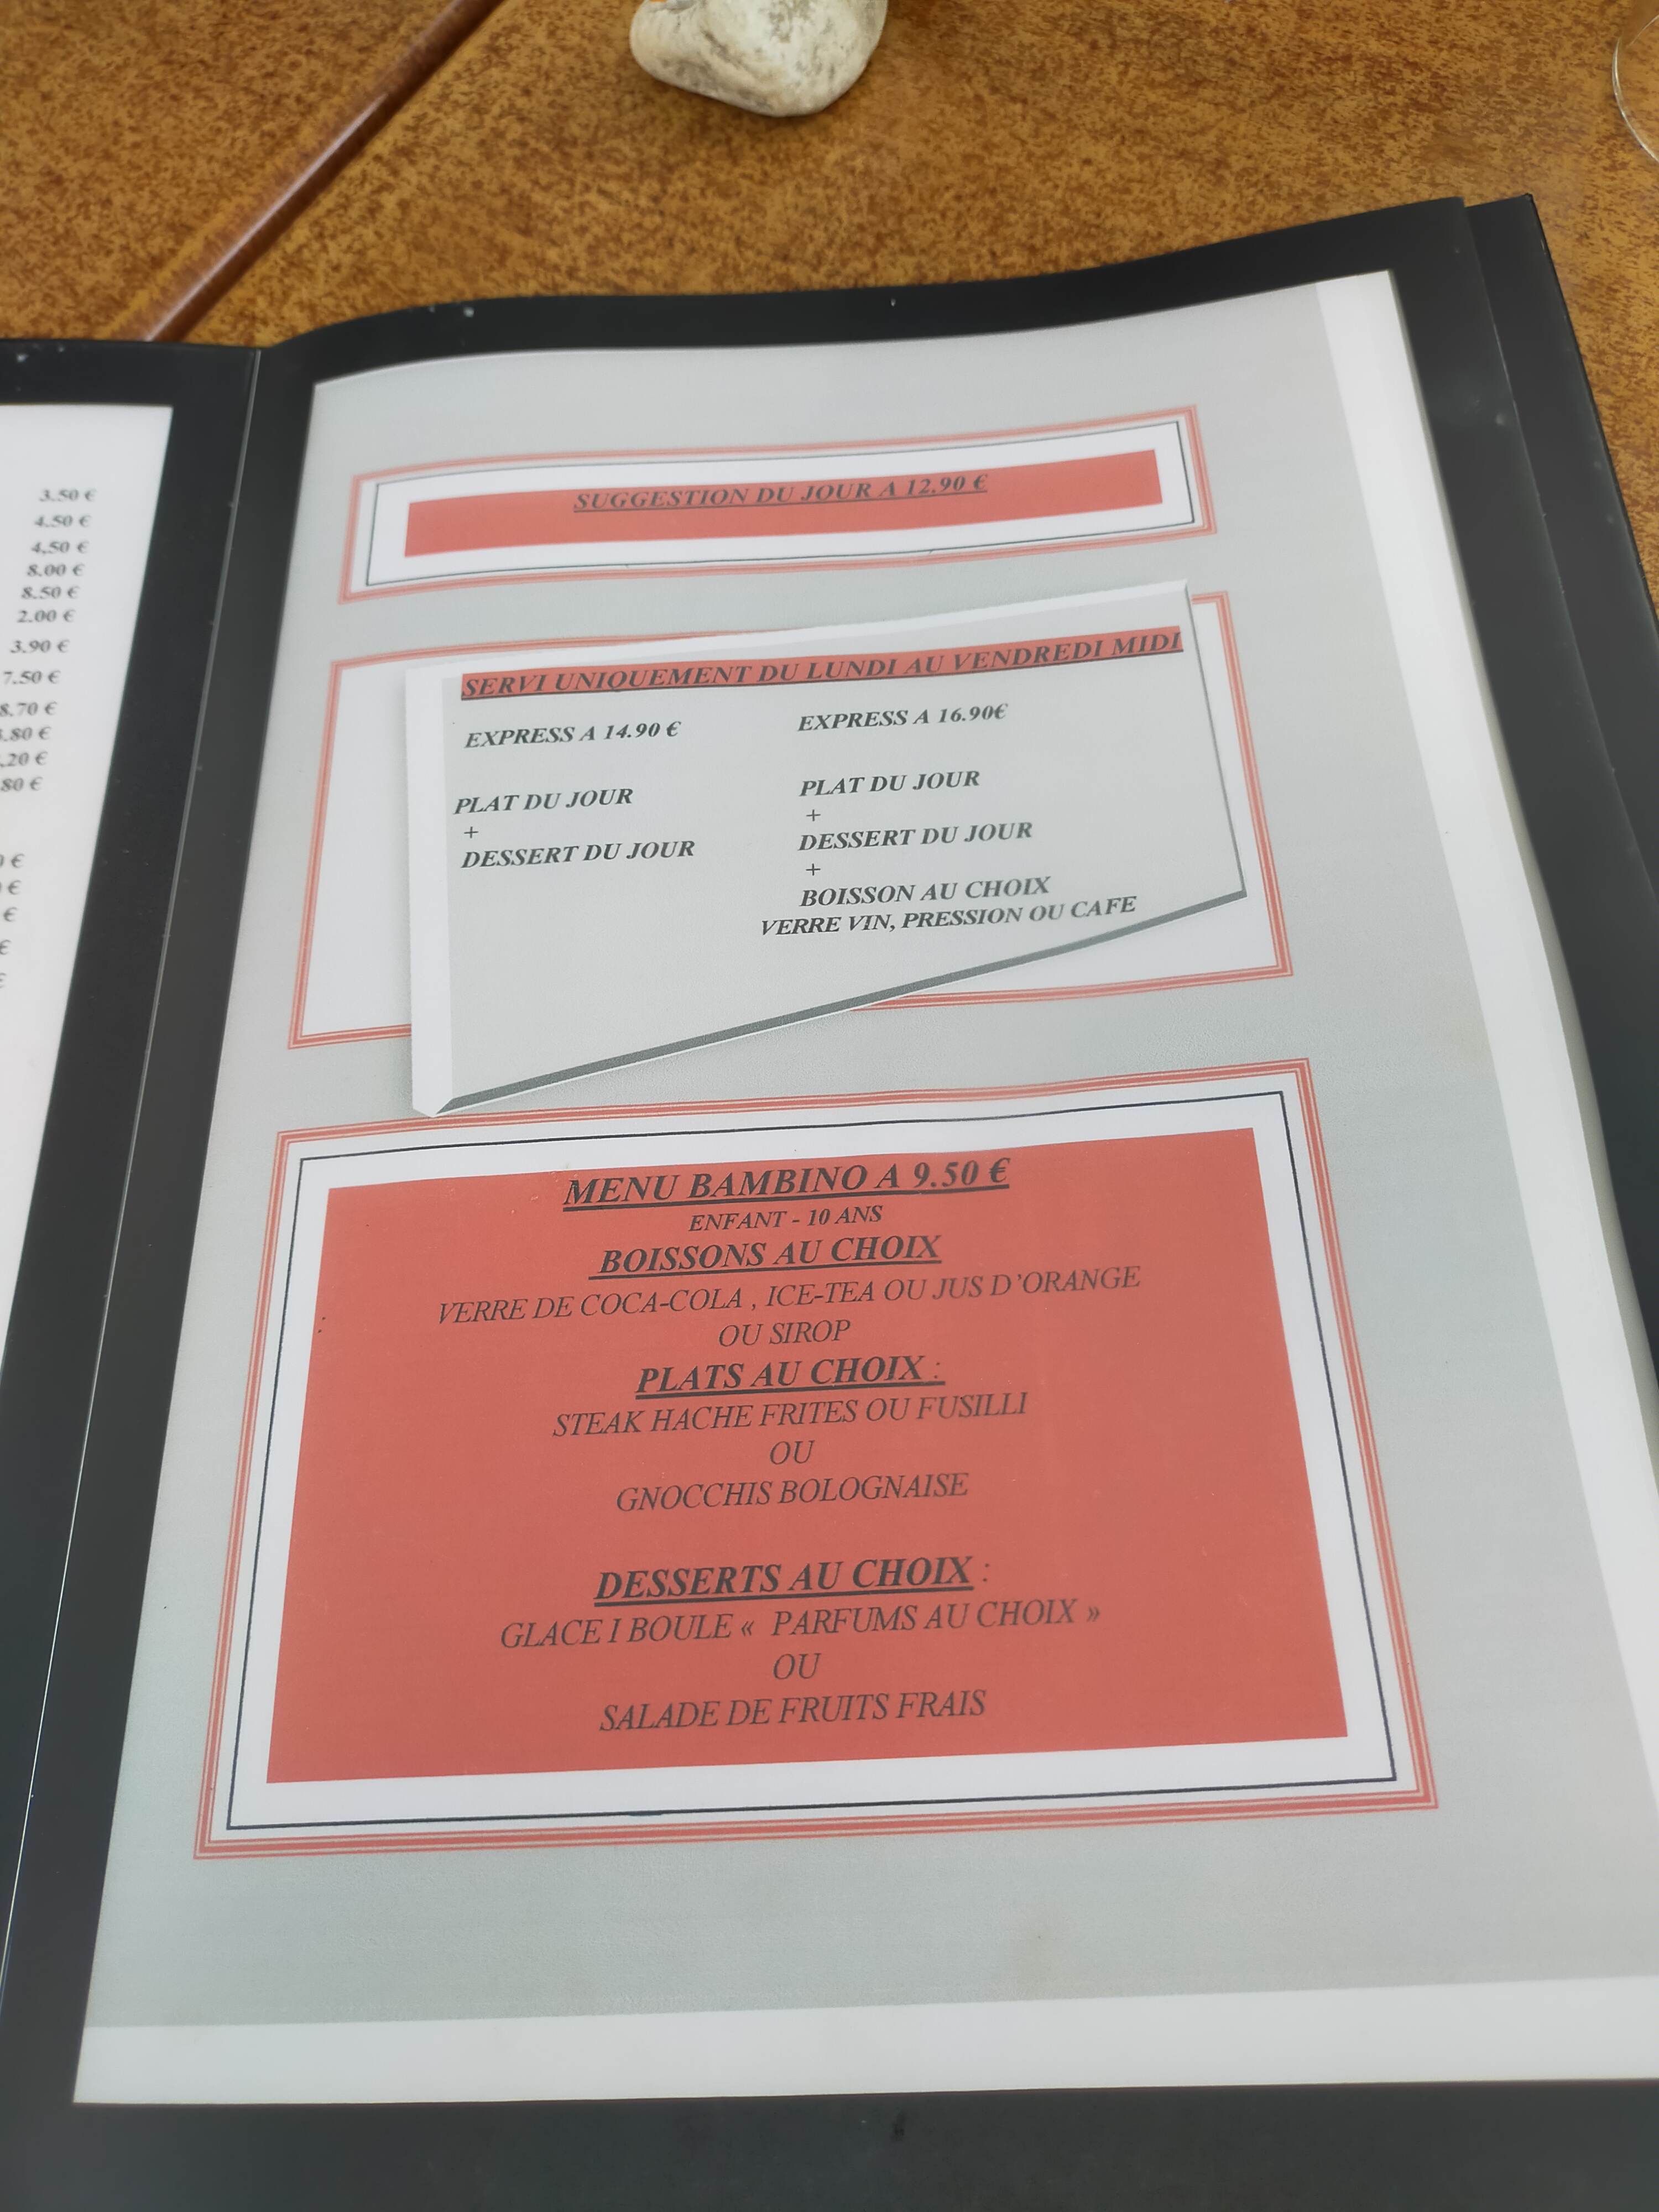 3.50 €
4.50 €
4,50 €
8.00 €
8.50 €
2.00 €
3.90 €
7.50 €
8.70 €
.80 €
.20 €
80 €
€
€
€
€
SUGGESTION DU JOUR A 12.90 €
SERVI UNIQUEMENT DU LUNDI AU VENDREDI MIDI
EXPRESS A 14.90 €
PLAT DU JOUR
+
DESSERT DU JOUR
EXPRESS A 16.90€
PLAT DU JOUR
+
DESSERT DU JOUR
+
BOISSON AU CHOIX
VERRE VIN, PRESSION OU CAFE
MENU BAMBINO A 9.50 €
ENFANT - 10 ANS
BOISSONS AU CHOIX
:
VERRE DE COCA-COLA , ICE-TEA OU JUS D'ORANGE
OU SIROP
PLATS AU CHOIX :
STEAK HACHE FRITES OU FUSILLI
OU
GNOCCHIS BOLOGNAISE
DESSERTS AU CHOIX :
GLACE I BOULE « PARFUMS AU CHOIX »
OU
SALADE DE FRUITS FRAIS